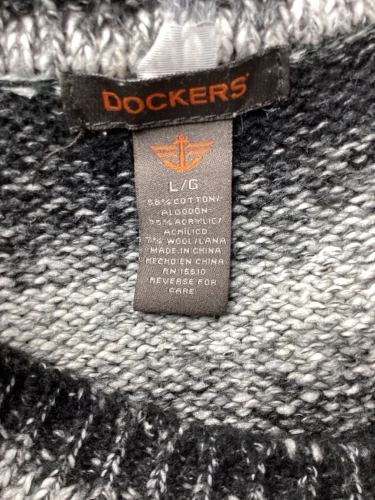 DOCKERS
L/G
58% COTTON/
ALGODÓN
35% ACRYLIC/
ACRÍLICO
7% WOOL/LANA
MADE IN CHINA
HECHO EN CHINA
RN 15610
REVERSE FOR
CARE